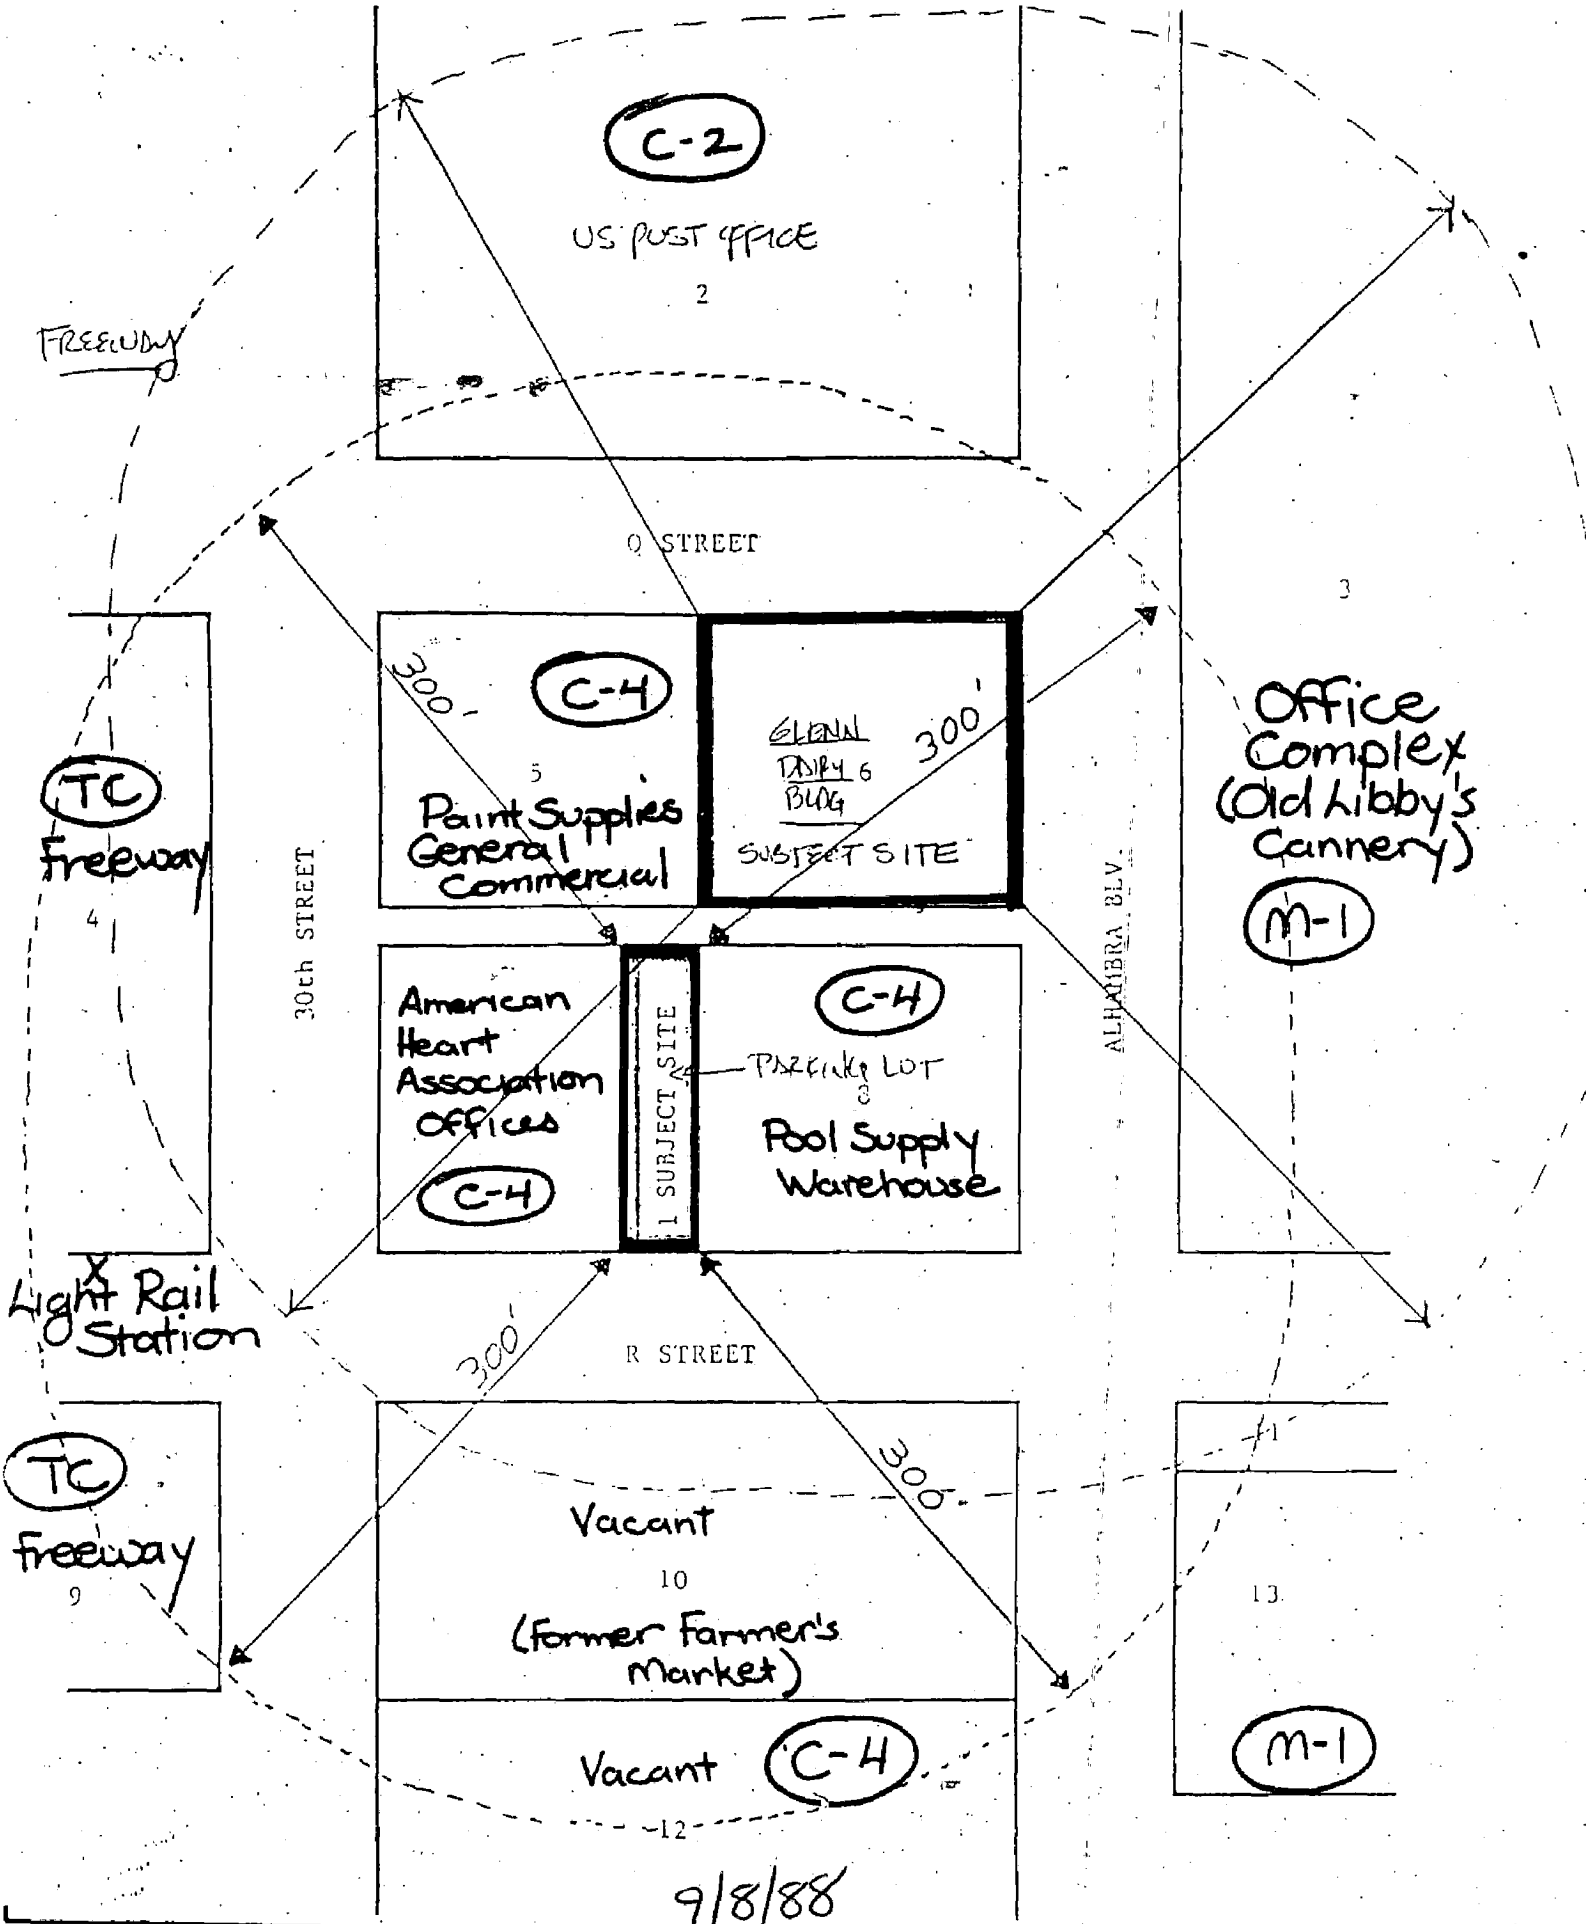 C-2
US POST OFFICE
2
FREEWAY
Q STREET
3
300'
C-4
5
Paint Supplies
General
Commercial
GLENN
DAIRY 6
BLDG
SUBJECT SITE
300'
Office
Complex
(Old Libby's
Cannery)
M-1
TC
Freeway
4
30th STREET
ALHAMBRA BLV.
American
Heart
Association
Offices
C-4
1 SUBJECT SITE
C-4
PARKING LOT
8
Pool Supply
Warehouse
X
Light Rail
Station
300'
R STREET
300'
11
TC
Freeway
9
Vacant
10
(Former Farmer's
Market)
13
Vacant
C-4
12
M-1
9/8/88